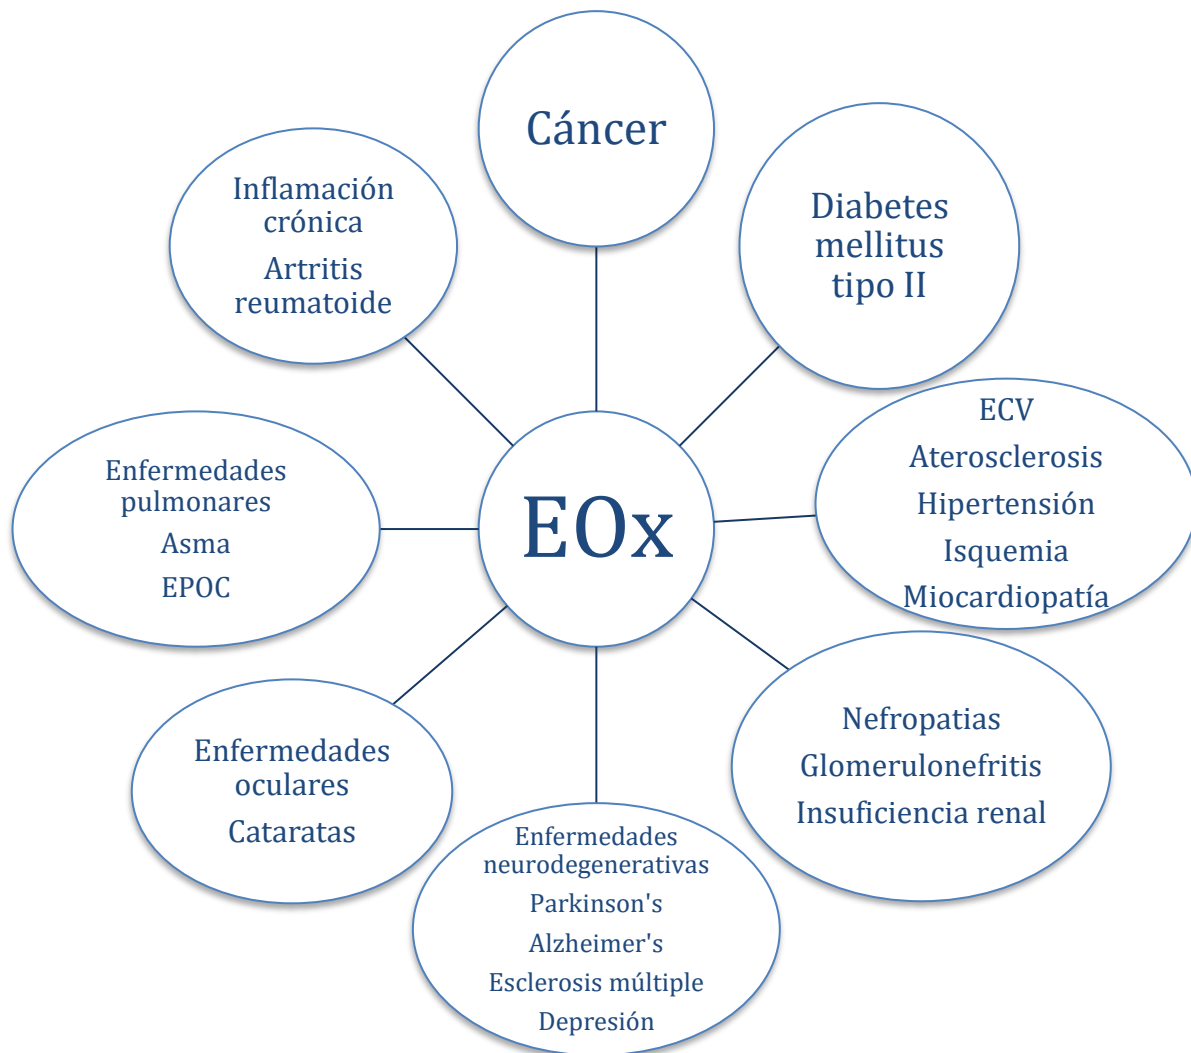 Cáncer
Diabetes
mellitus
tipo II
ECV
Aterosclerosis
Hipertensión
Isquemia
Miocardiopatía
Nefropatias
Glomerulonefritis
Insuficiencia renal
Enfermedades
neurodegenerativas
Parkinson's
Alzheimer's
Esclerosis múltiple
Depresión
Enfermedades
oculares
Cataratas
Enfermedades
pulmonares
Asma
EPOC
Inflamación
crónica
Artritis
reumatoide
EOx